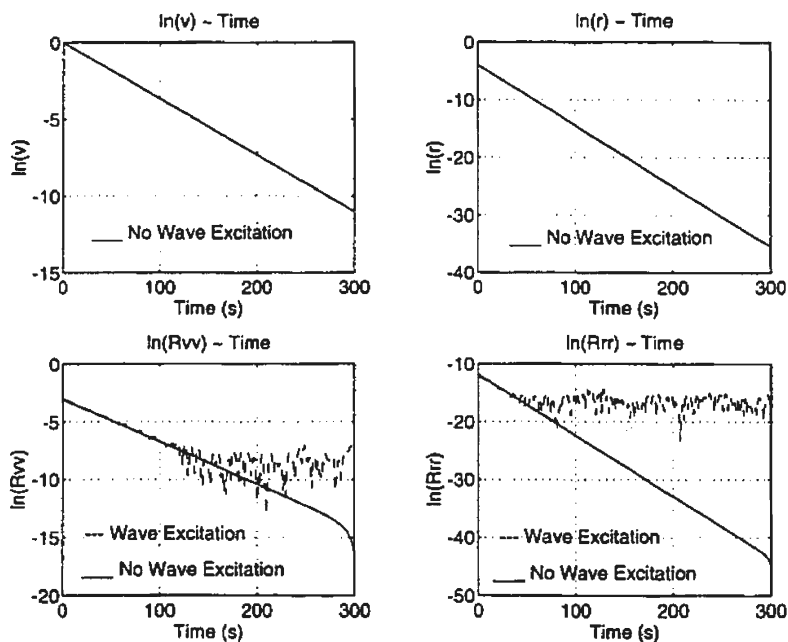 ln(v) ~ Time
0
-5
-10
-15
ln(v)
No Wave Excitation
0 100 200 300
Time (s)
ln(r) ~ Time
0
-10
-20
-30
-40
ln(r)
No Wave Excitation
0 100 200 300
Time (s)
ln(Rvv) ~ Time
0
-5
-10
-15
-20
ln(Rvv)
Wave Excitation
No Wave Excitation
0 100 200 300
Time (s)
ln(Rrr) ~ Time
-10
-20
-30
-40
-50
ln(Rrr)
Wave Excitation
No Wave Excitation
0 100 200 300
Time (s)